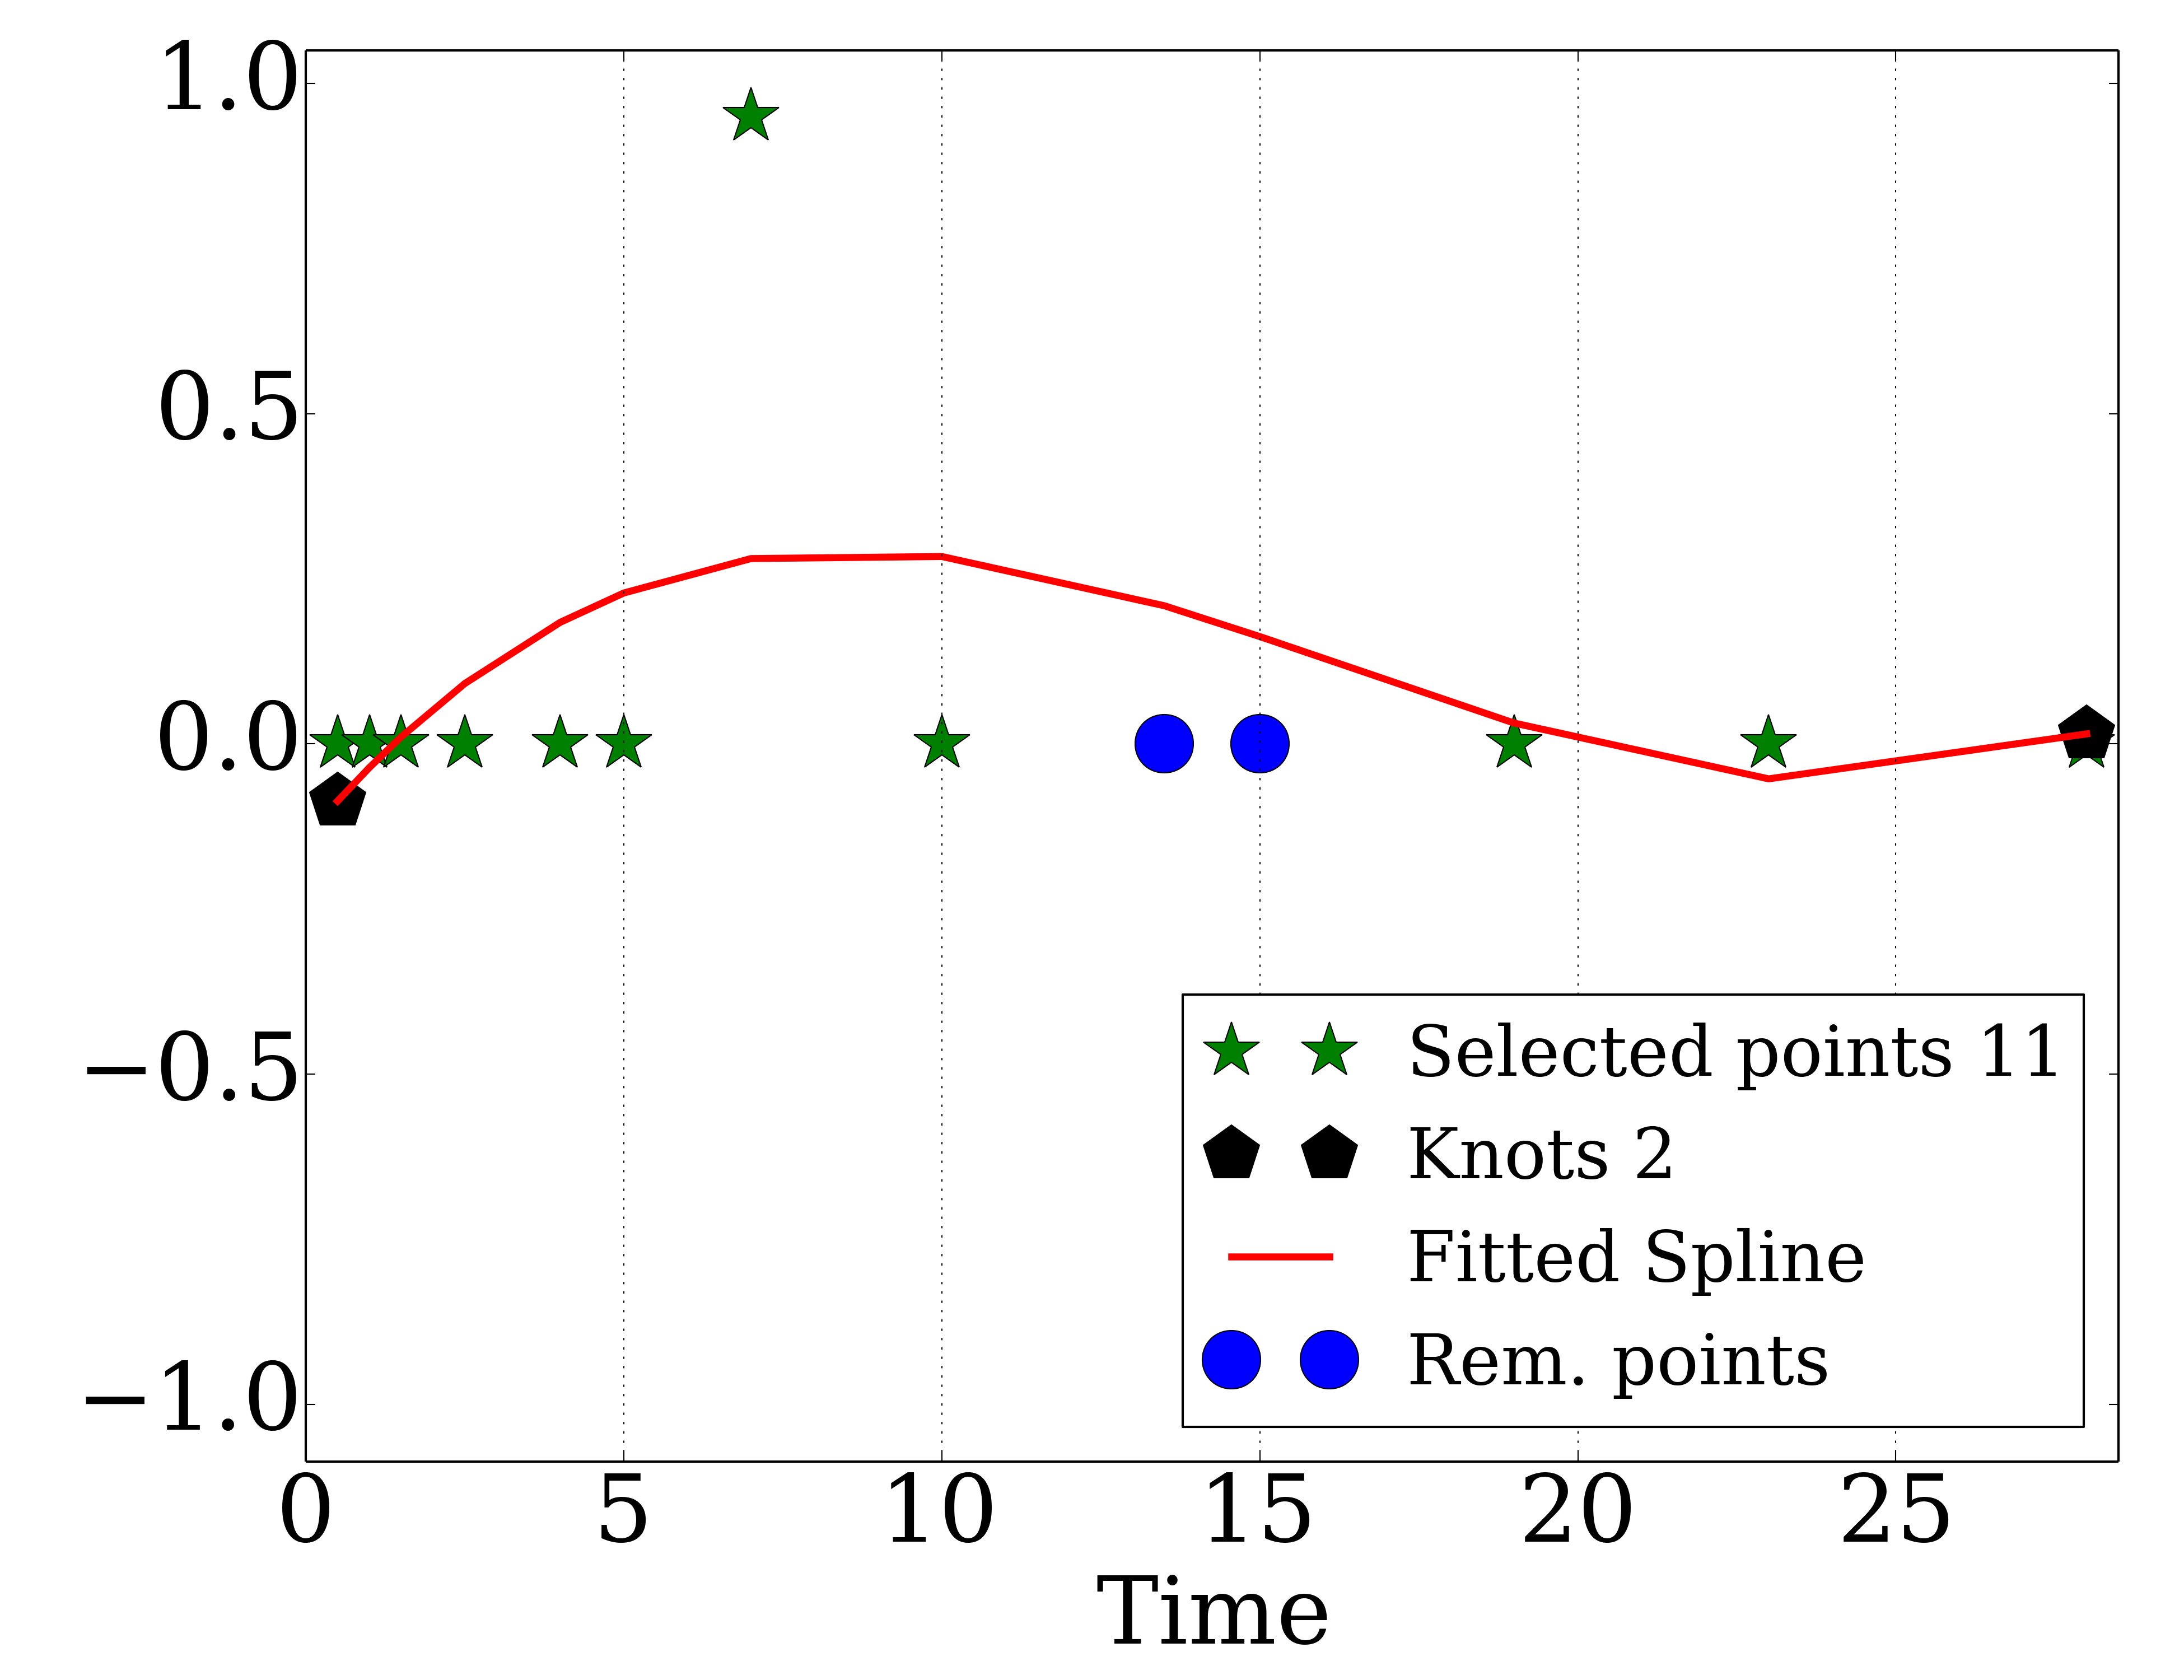 1.0
0.5
0.0
−0.5
−1.0
Selected points 11
Knots 2
Fitted Spline
Rem. points
0 5 10 15 20 25
Time